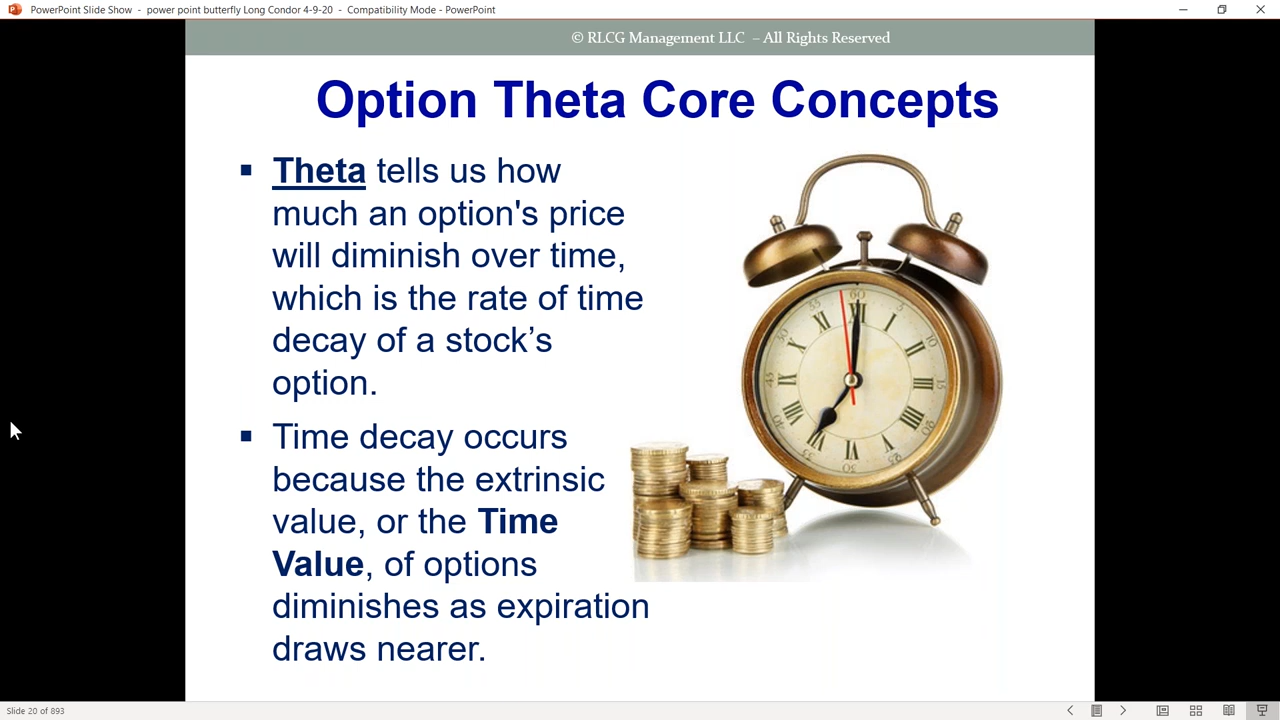 PowerPoint Slide Show - power point butterfly Long Condor 4-9-20 - Compatibility Mode - PowerPoint
© RLCG Management LLC – All Rights Reserved
Option Theta Core Concepts
Theta tells us how
much an option's price
will diminish over time,
which is the rate of time
decay of a stock’s
option.
Time decay occurs
because the extrinsic
value, or the Time
Value, of options
diminishes as expiration
draws nearer.
Slide 20 of 893